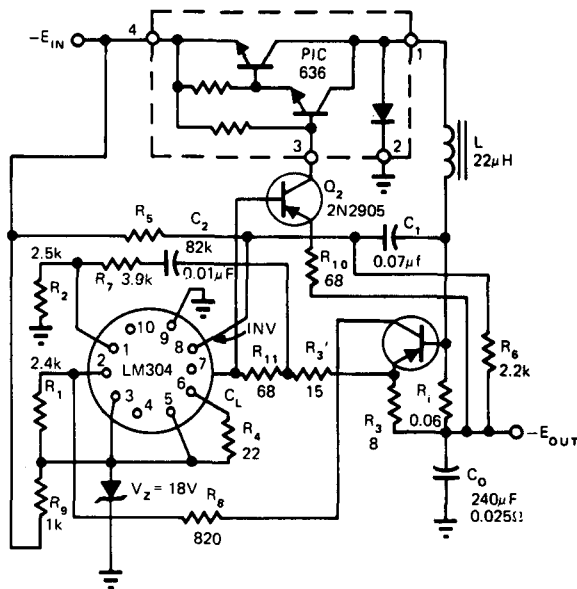 −E_IN
4
PIC
636
1
3
2
L
22μH
Q2
2N2905
R5
C2
82k
C1
0.07μf
2.5k
R2
R7
3.9k
0.01μF
R10
68
INV
R6
2.2k
10
9
8
1
LM304
7
2.4k
2
6
3
4
5
R11
68
R3'
15
CL
R1
R4
22
R3
8
Ri
0.06
−E_OUT
R9
1k
VZ = 18V
R8
820
CO
240μF
0.025Ω